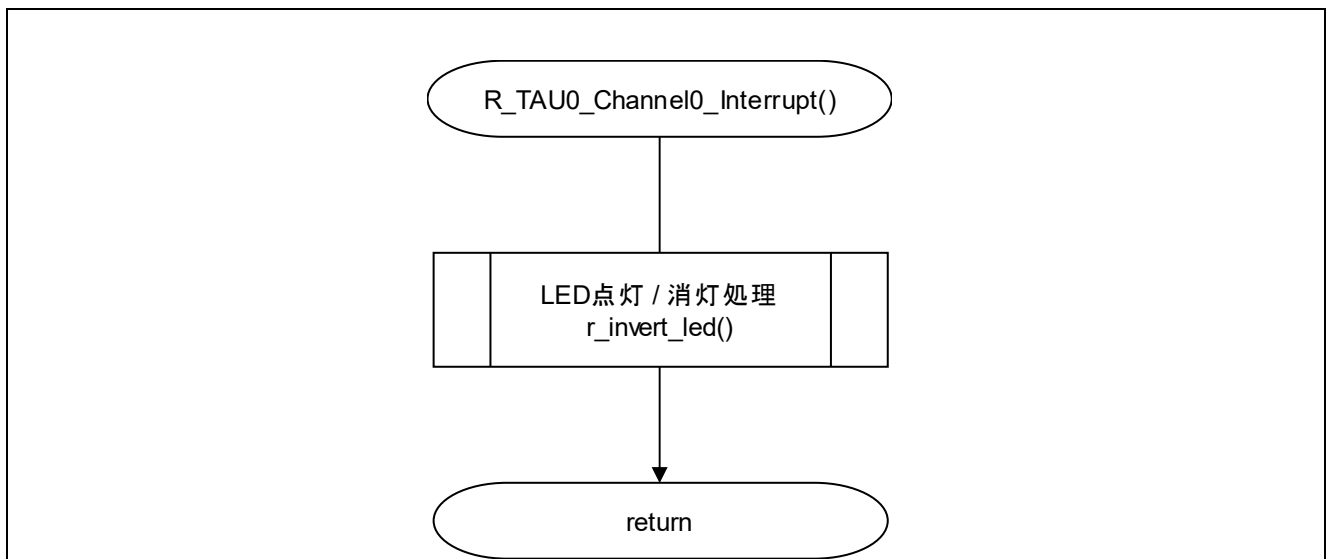 R_TAU0_Channel0_Interrupt()
LED点灯 / 消灯処理
r_invert_led()
return